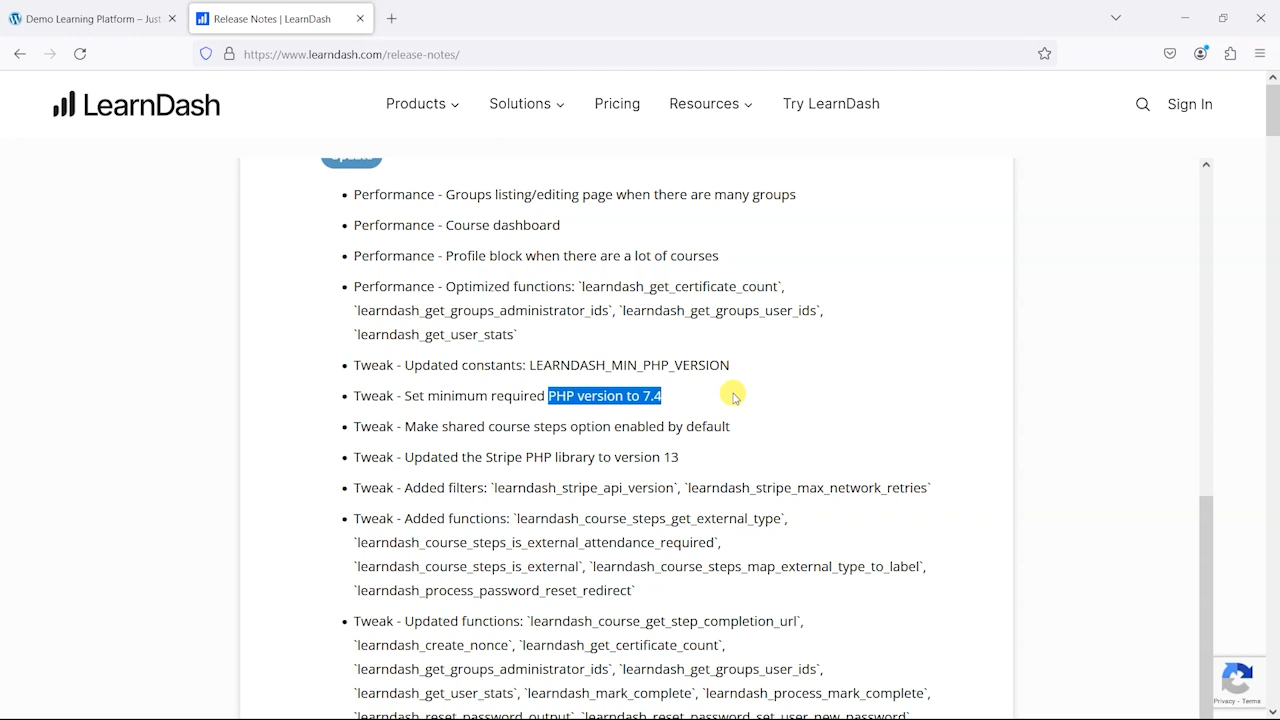 Demo Learning Platform – Just
Release Notes | LearnDash
https://www.learndash.com/release-notes/
LearnDash
Products
Solutions
Pricing
Resources
Try LearnDash
Sign In
Update
Performance - Groups listing/editing page when there are many groups
Performance - Course dashboard
Performance - Profile block when there are a lot of courses
Performance - Optimized functions: `learndash_get_certificate_count`,
`learndash_get_groups_administrator_ids`, `learndash_get_groups_user_ids`,
`learndash_get_user_stats`
Tweak - Updated constants: LEARNDASH_MIN_PHP_VERSION
Tweak - Set minimum required PHP version to 7.4
Tweak - Make shared course steps option enabled by default
Tweak - Updated the Stripe PHP library to version 13
Tweak - Added filters: `learndash_stripe_api_version`, `learndash_stripe_max_network_retries`
Tweak - Added functions: `learndash_course_steps_get_external_type`,
`learndash_course_steps_is_external_attendance_required`,
`learndash_course_steps_is_external`, `learndash_course_steps_map_external_type_to_label`,
`learndash_process_password_reset_redirect`
Tweak - Updated functions: `learndash_course_get_step_completion_url`,
`learndash_create_nonce`, `learndash_get_certificate_count`,
`learndash_get_groups_administrator_ids`, `learndash_get_groups_user_ids`,
`learndash_get_user_stats`, `learndash_mark_complete`, `learndash_process_mark_complete`,
`learndash_reset_password_output`, `learndash_reset_password_set_user_new_password`
Privacy - Terms